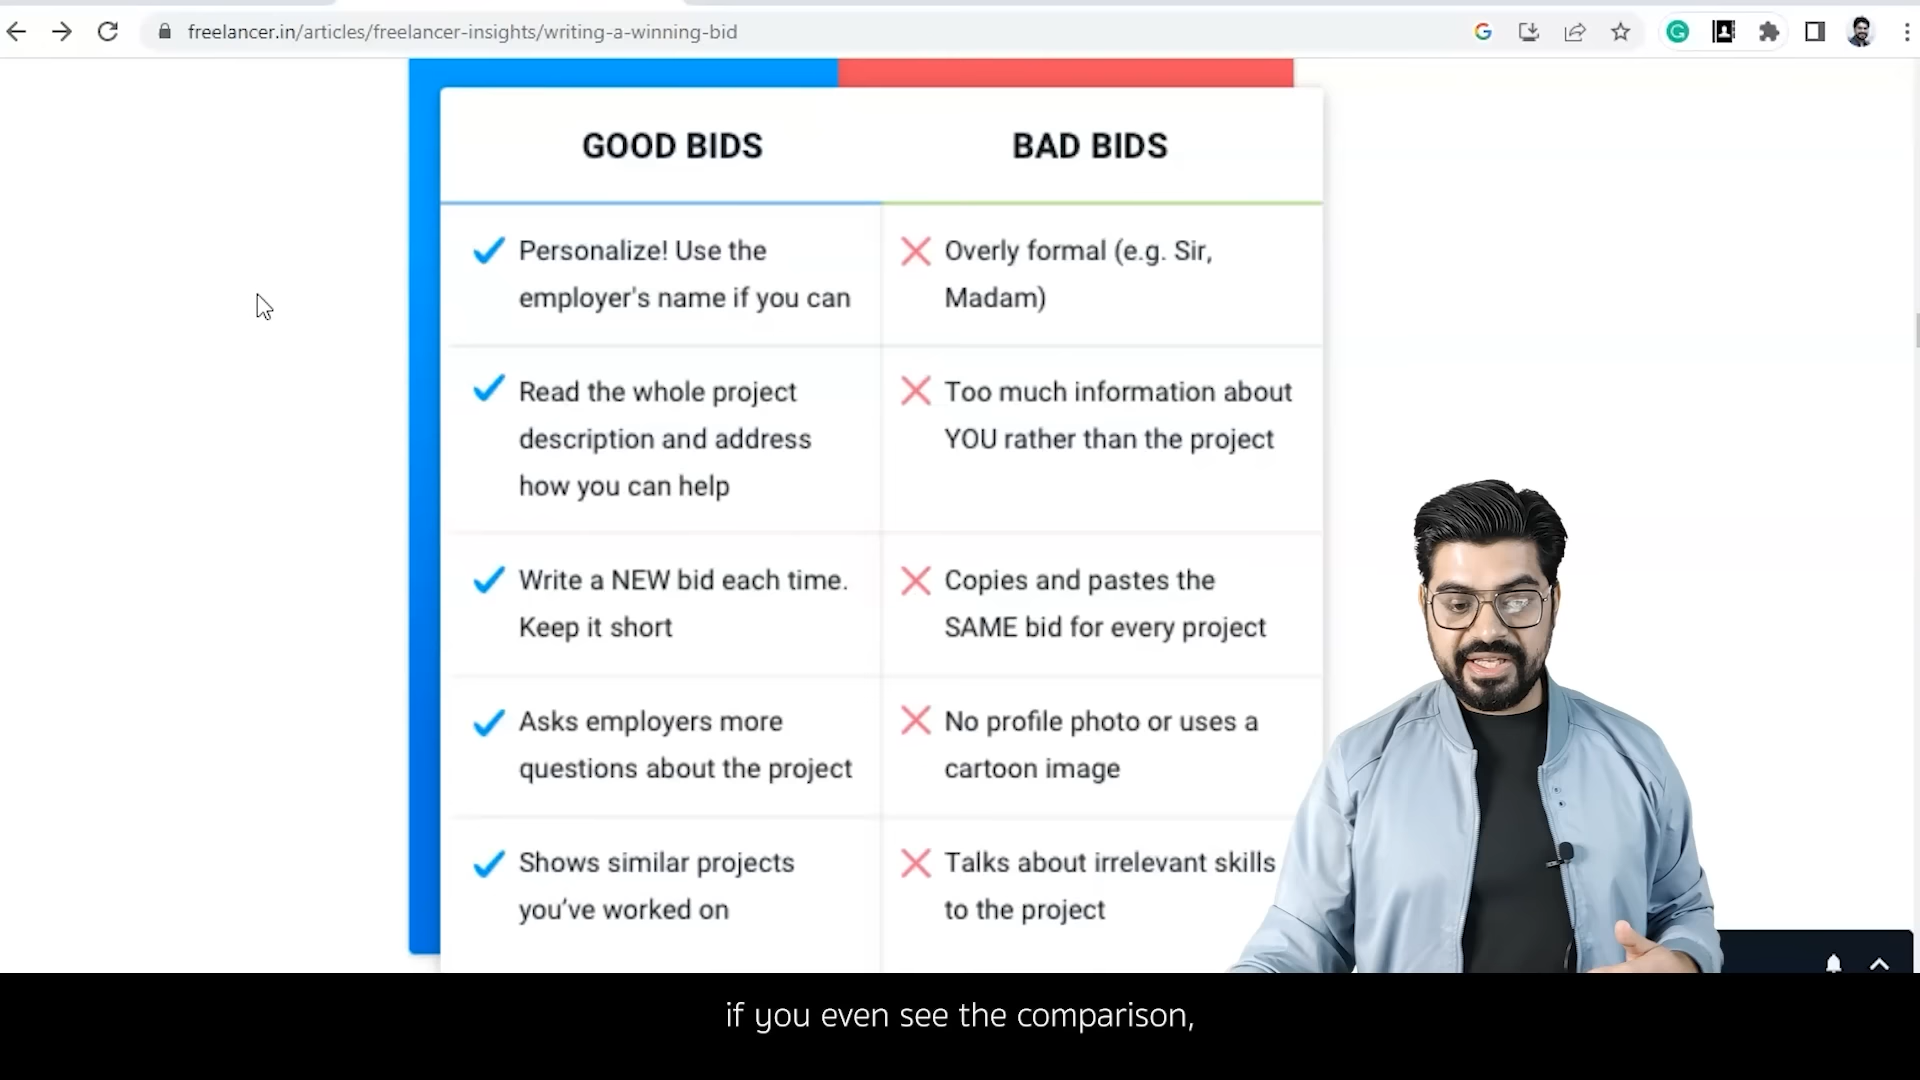 freelancer.in/articles/freelancer-insights/writing-a-winning-bid
GOOD BIDS
BAD BIDS
Personalize! Use the
employer's name if you can
Overly formal (e.g. Sir,
Madam)
Read the whole project
description and address
how you can help
Too much information about
YOU rather than the project
Write a NEW bid each time.
Keep it short
Copies and pastes the
SAME bid for every project
Asks employers more
questions about the project
No profile photo or uses a
cartoon image
Shows similar projects
you’ve worked on
Talks about irrelevant skills
to the project
if you even see the comparison,